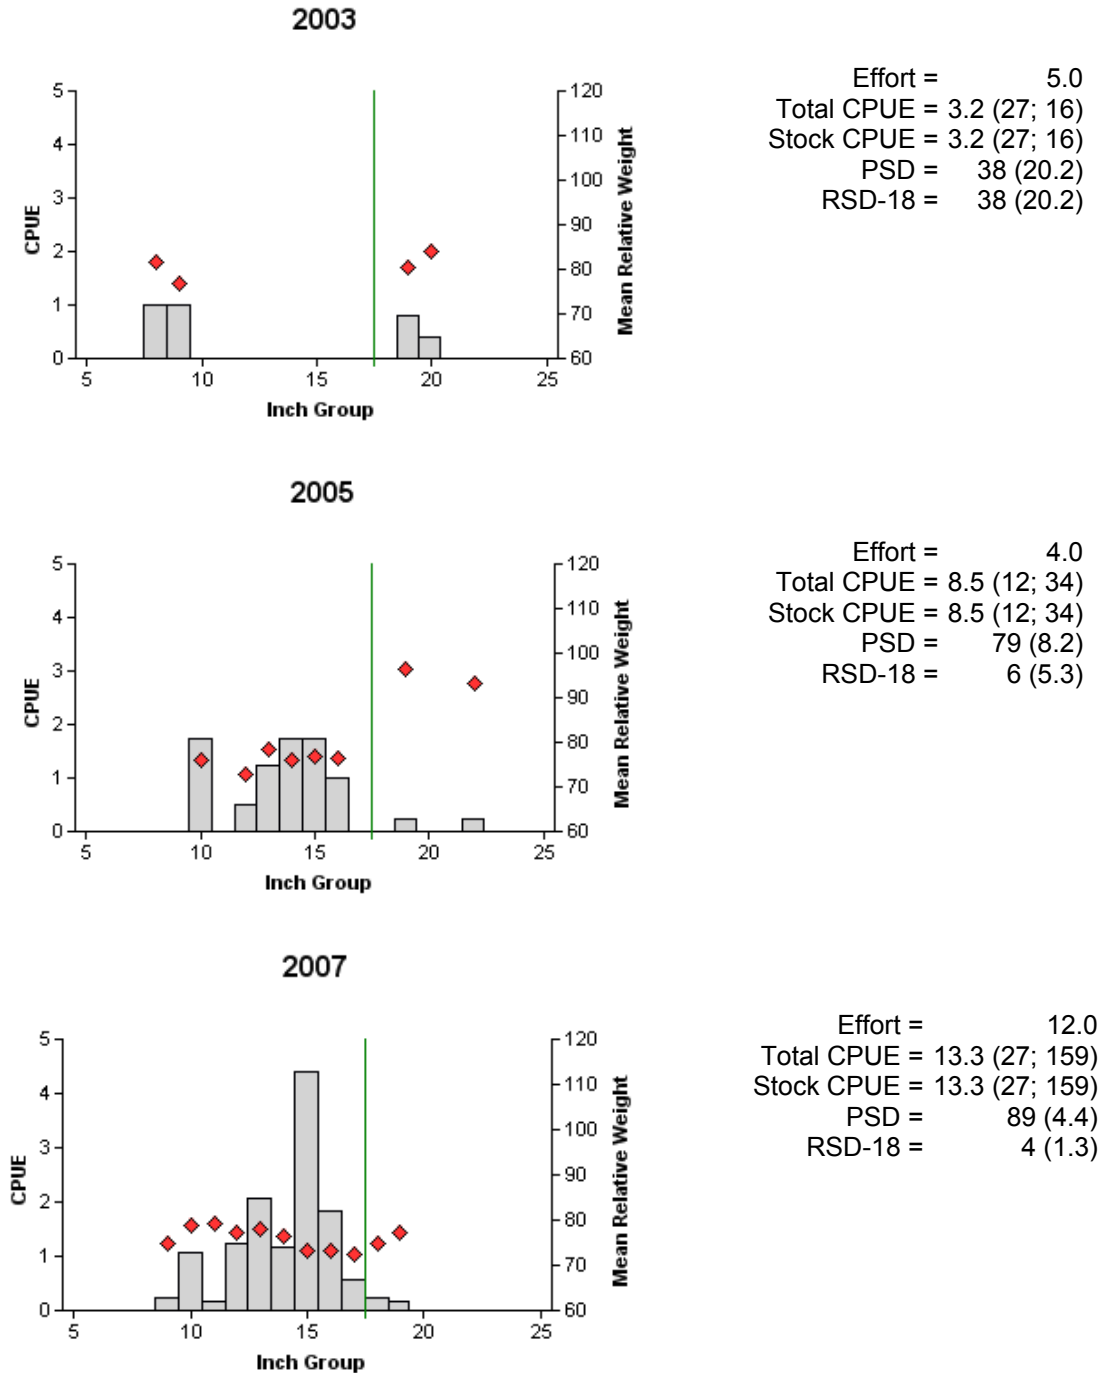 2003
5
4
3
2
1
0
CPUE
120
110
100
90
80
70
60
Mean Relative Weight
5 10 15 20 25
Inch Group
Effort = 5.0
Total CPUE = 3.2 (27; 16)
Stock CPUE = 3.2 (27; 16)
PSD = 38 (20.2)
RSD-18 = 38 (20.2)
2005
5
4
3
2
1
0
CPUE
120
110
100
90
80
70
60
Mean Relative Weight
5 10 15 20 25
Inch Group
Effort = 4.0
Total CPUE = 8.5 (12; 34)
Stock CPUE = 8.5 (12; 34)
PSD = 79 (8.2)
RSD-18 = 6 (5.3)
2007
5
4
3
2
1
0
CPUE
120
110
100
90
80
70
60
Mean Relative Weight
5 10 15 20 25
Inch Group
Effort = 12.0
Total CPUE = 13.3 (27; 159)
Stock CPUE = 13.3 (27; 159)
PSD = 89 (4.4)
RSD-18 = 4 (1.3)